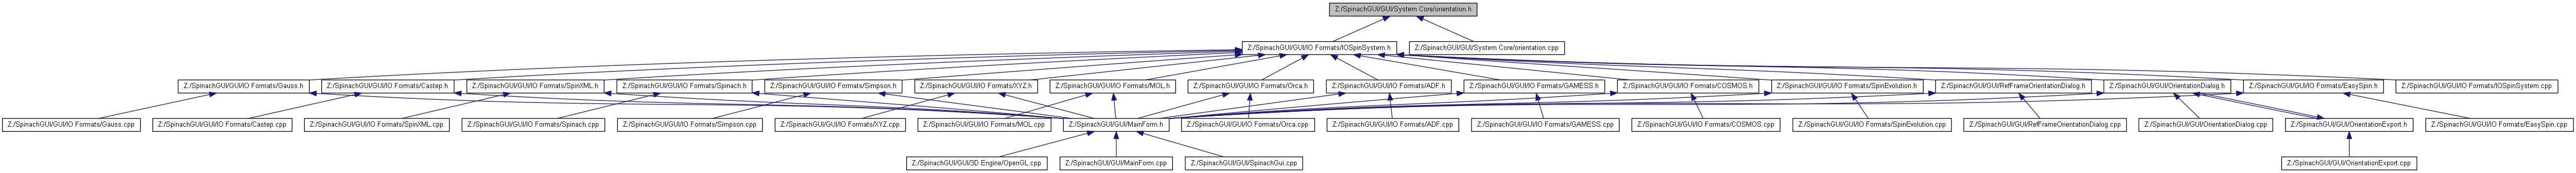 Z:/SpinachGUI/GUI/System Core/orientation.h
Z:/SpinachGUI/GUI/IO Formats/IOSpinSystem.h
Z:/SpinachGUI/GUI/System Core/orientation.cpp
Z:/SpinachGUI/GUI/IO Formats/Gauss.h
Z:/SpinachGUI/GUI/IO Formats/Castep.h
Z:/SpinachGUI/GUI/IO Formats/SpinXML.h
Z:/SpinachGUI/GUI/IO Formats/Spinach.h
Z:/SpinachGUI/GUI/IO Formats/Simpson.h
Z:/SpinachGUI/GUI/IO Formats/XYZ.h
Z:/SpinachGUI/GUI/IO Formats/MOL.h
Z:/SpinachGUI/GUI/IO Formats/Orca.h
Z:/SpinachGUI/GUI/IO Formats/ADF.h
Z:/SpinachGUI/GUI/IO Formats/GAMESS.h
Z:/SpinachGUI/GUI/IO Formats/COSMOS.h
Z:/SpinachGUI/GUI/IO Formats/SpinEvolution.h
Z:/SpinachGUI/GUI/RefFrameOrientationDialog.h
Z:/SpinachGUI/GUI/OrientationDialog.h
Z:/SpinachGUI/GUI/IO Formats/EasySpin.h
Z:/SpinachGUI/GUI/IO Formats/IOSpinSystem.cpp
Z:/SpinachGUI/GUI/IO Formats/Gauss.cpp
Z:/SpinachGUI/GUI/IO Formats/Castep.cpp
Z:/SpinachGUI/GUI/IO Formats/SpinXML.cpp
Z:/SpinachGUI/GUI/IO Formats/Spinach.cpp
Z:/SpinachGUI/GUI/IO Formats/Simpson.cpp
Z:/SpinachGUI/GUI/IO Formats/XYZ.cpp
Z:/SpinachGUI/GUI/IO Formats/MOL.cpp
Z:/SpinachGUI/GUI/MainForm.h
Z:/SpinachGUI/GUI/IO Formats/Orca.cpp
Z:/SpinachGUI/GUI/IO Formats/ADF.cpp
Z:/SpinachGUI/GUI/IO Formats/GAMESS.cpp
Z:/SpinachGUI/GUI/IO Formats/COSMOS.cpp
Z:/SpinachGUI/GUI/IO Formats/SpinEvolution.cpp
Z:/SpinachGUI/GUI/RefFrameOrientationDialog.cpp
Z:/SpinachGUI/GUI/OrientationDialog.cpp
Z:/SpinachGUI/GUI/OrientationExport.h
Z:/SpinachGUI/GUI/IO Formats/EasySpin.cpp
Z:/SpinachGUI/GUI/3D Engine/OpenGL.cpp
Z:/SpinachGUI/GUI/MainForm.cpp
Z:/SpinachGUI/GUI/SpinachGui.cpp
Z:/SpinachGUI/GUI/OrientationExport.cpp